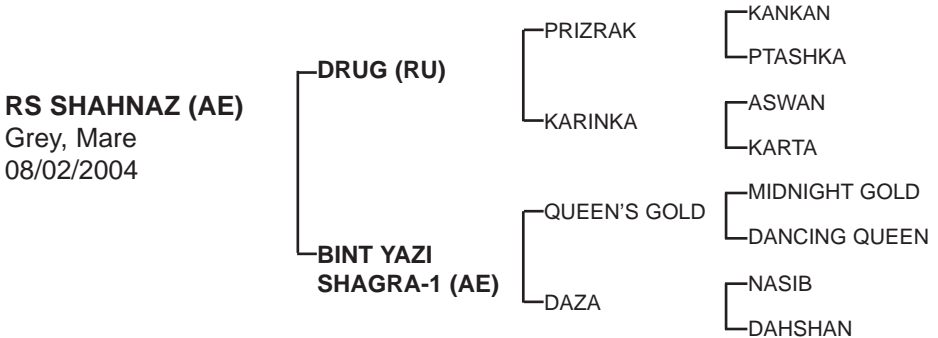 RS SHAHNAZ (AE)
Grey, Mare
08/02/2004
DRUG (RU)
BINT YAZI
SHAGRA-1 (AE)
PRIZRAK
KARINKA
QUEEN'S GOLD
DAZA
KANKAN
PTASHKA
ASWAN
KARTA
MIDNIGHT GOLD
DANCING QUEEN
NASIB
DAHSHAN